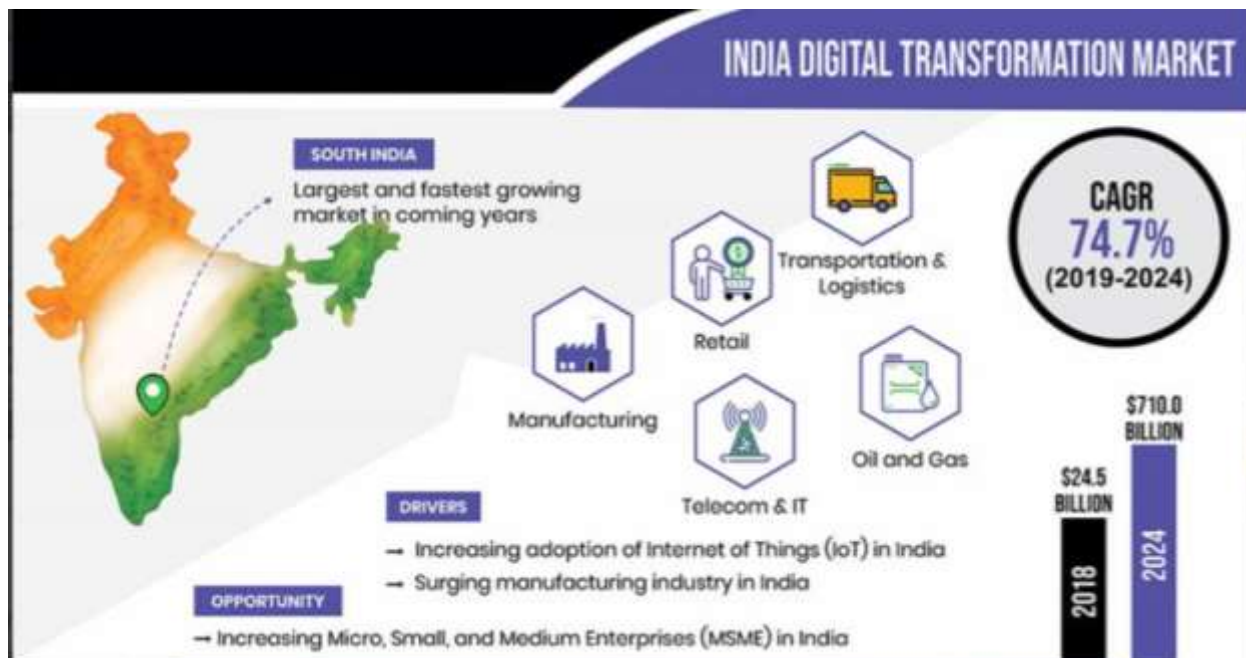 INDIA DIGITAL TRANSFORMATION MARKET
SOUTH INDIA
Largest and fastest growing
market in coming years
Transportation &
Logistics
Retail
Manufacturing
Telecom & IT
Oil and Gas
CAGR
74.7%
(2019-2024)
$24.5
BILLION
2018
$710.0
BILLION
2024
DRIVERS
→ Increasing adoption of Internet of Things (IoT) in India
→ Surging manufacturing industry in India
OPPORTUNITY
→ Increasing Micro, Small, and Medium Enterprises (MSME) in India